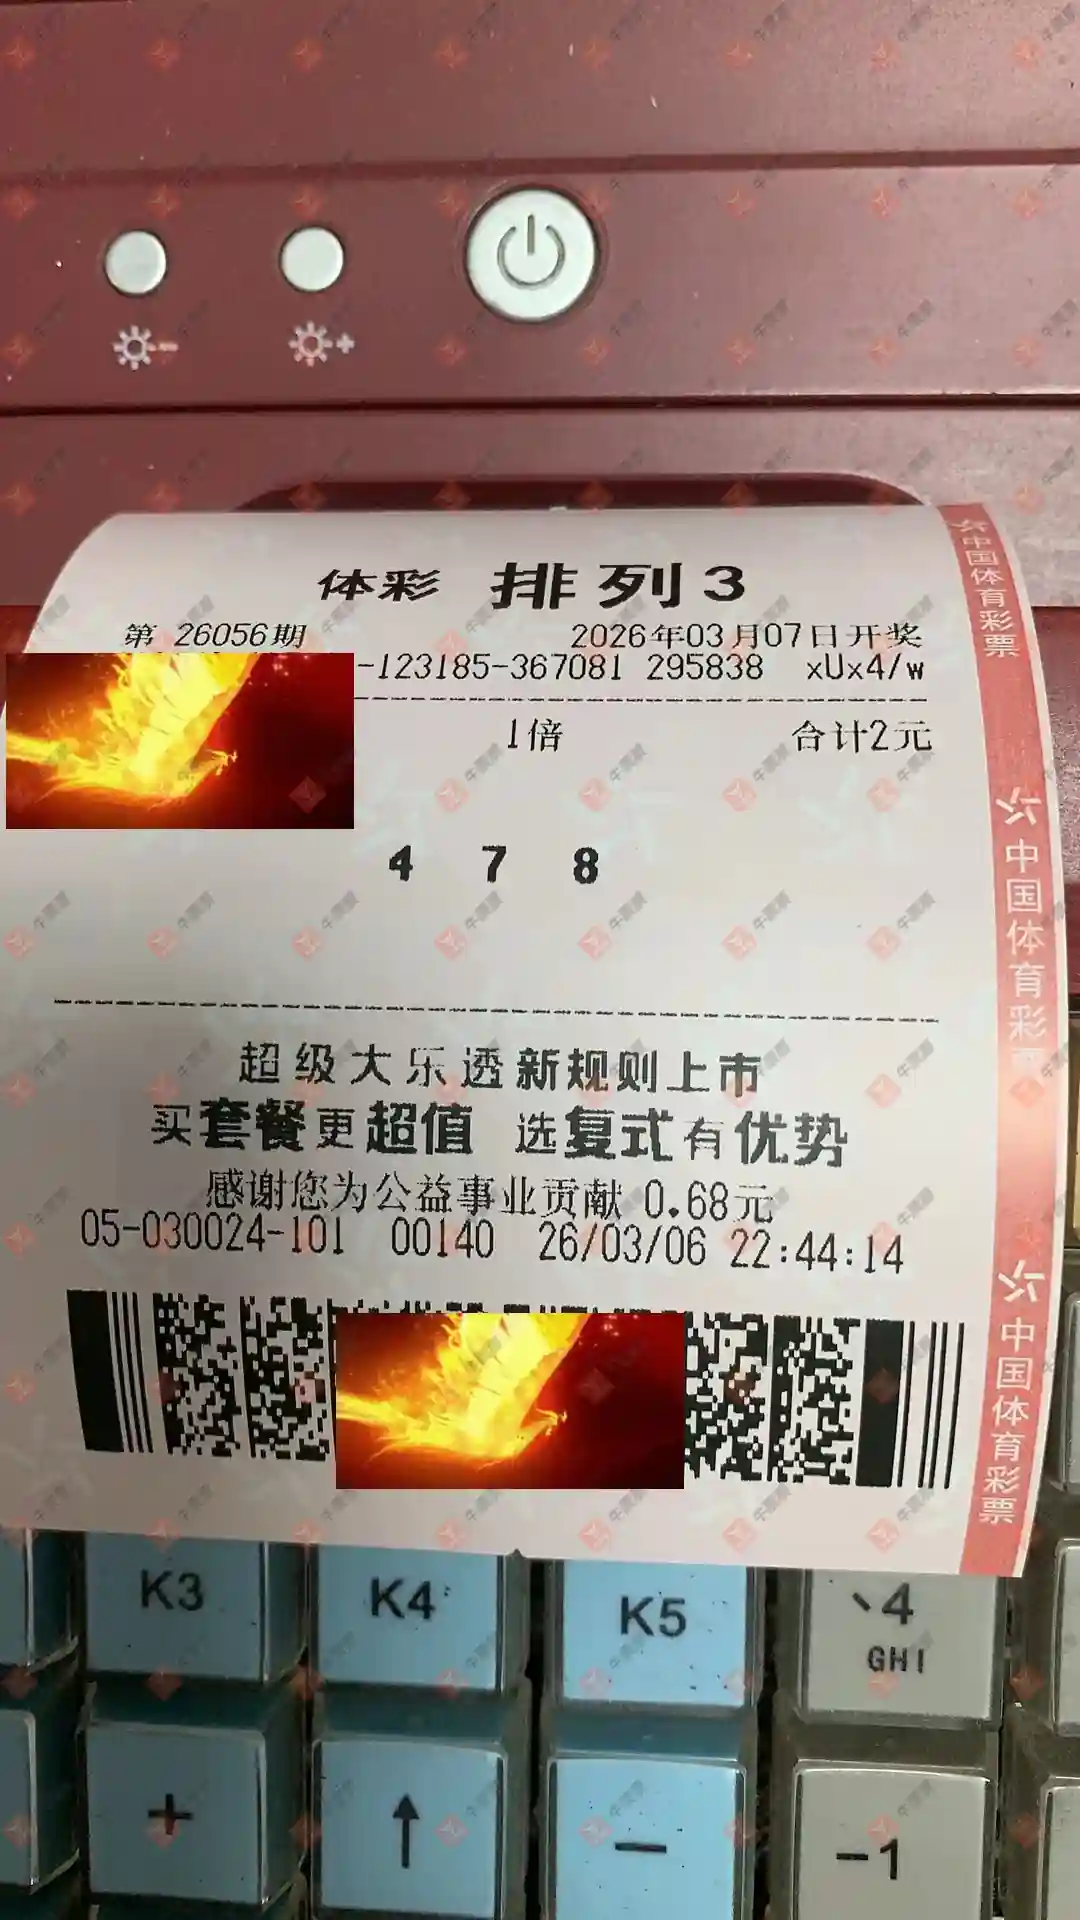 体彩 排列3
第 26056期 2026年03月07日开奖
-123185-367081 295838 xUx4/w
1倍 合计2元
4 7 8
超级大乐透新规则上市
买套餐更超值 选复式有优势
感谢您为公益事业贡献 0.68元
05-030024-101 00140 26/03/06 22:44:14
中国体育彩票
中国体育彩票
中国体育彩票
K3 K4 K5 4
GHI
+ ↑ - -1